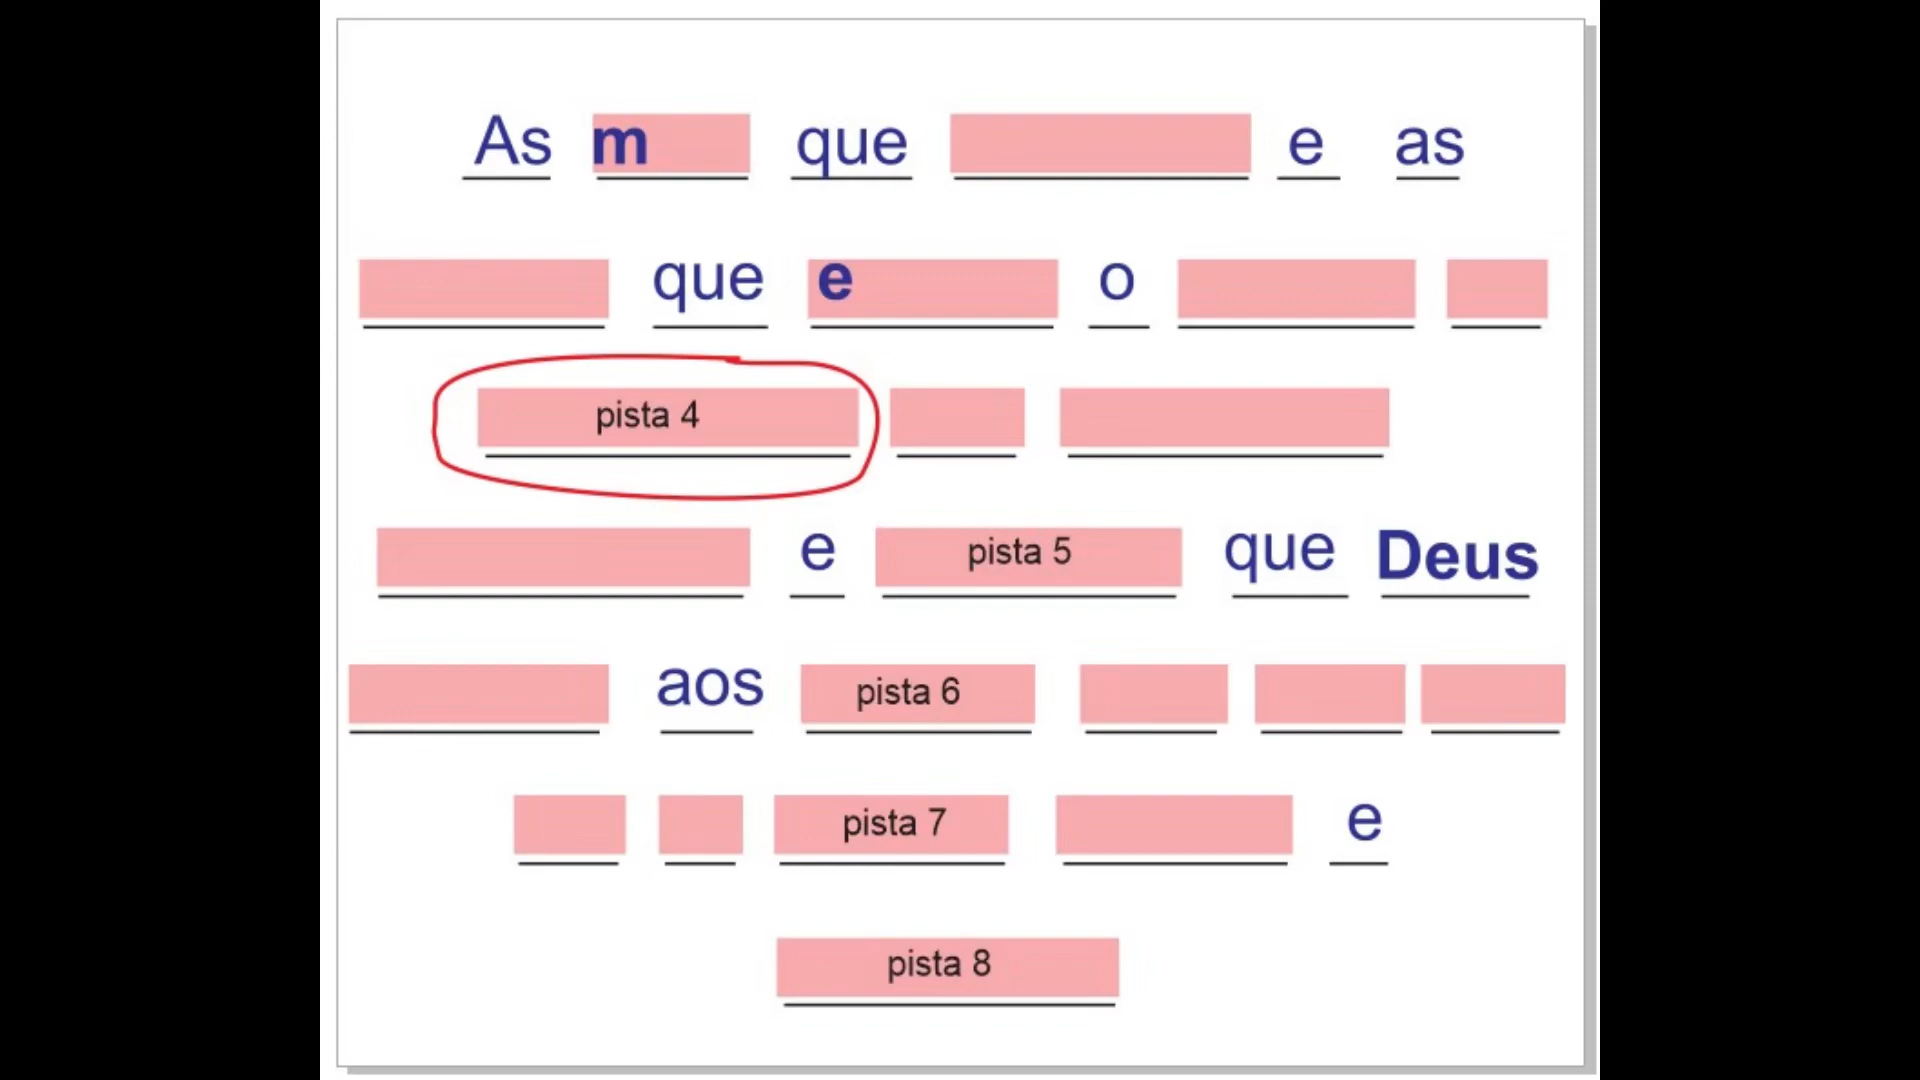 As m que e as
que e o
pista 4
e pista 5 que Deus
aos pista 6
pista 7 e
pista 8